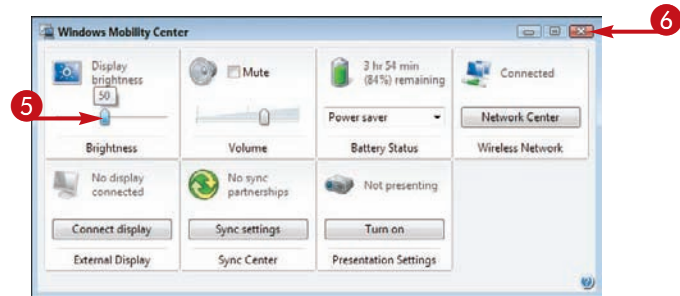 6
Windows Mobility Center
Display
brightness
50
5
Brightness
Mute
Volume
3 hr 54 min
(84%) remaining
Power saver
Battery Status
Connected
Network Center
Wireless Network
No display
connected
Connect display
External Display
No sync
partnerships
Sync settings
Sync Center
Not presenting
Turn on
Presentation Settings
?